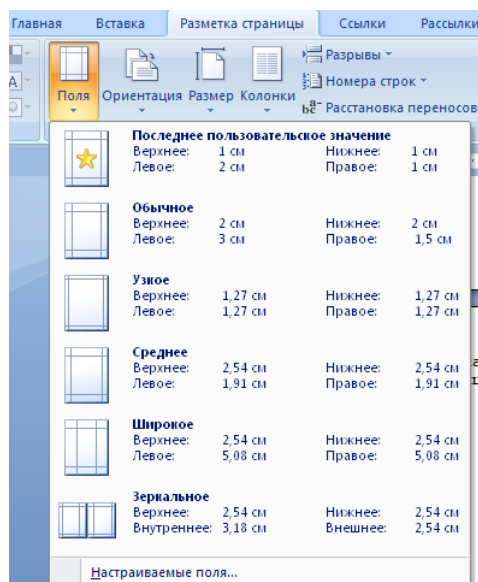 Главная Вставка Разметка страницы Ссылки Рассылки
Разрывы
Номера строк
Поля Ориентация Размер Колонки
Расстановка переносов
Последнее пользовательское значение
Верхнее: 1 см Нижнее: 1 см
Левое: 2 см Правое: 1 см
Обычное
Верхнее: 2 см Нижнее: 2 см
Левое: 3 см Правое: 1,5 см
Узкое
Верхнее: 1,27 см Нижнее: 1,27 см
Левое: 1,27 см Правое: 1,27 см
Среднее
Верхнее: 2,54 см Нижнее: 2,54 см
Левое: 1,91 см Правое: 1,91 см
Широкое
Верхнее: 2,54 см Нижнее: 2,54 см
Левое: 5,08 см Правое: 5,08 см
Зеркальное
Верхнее: 2,54 см Нижнее: 2,54 см
Внутреннее: 3,18 см Внешнее: 2,54 см
Настраиваемые поля...